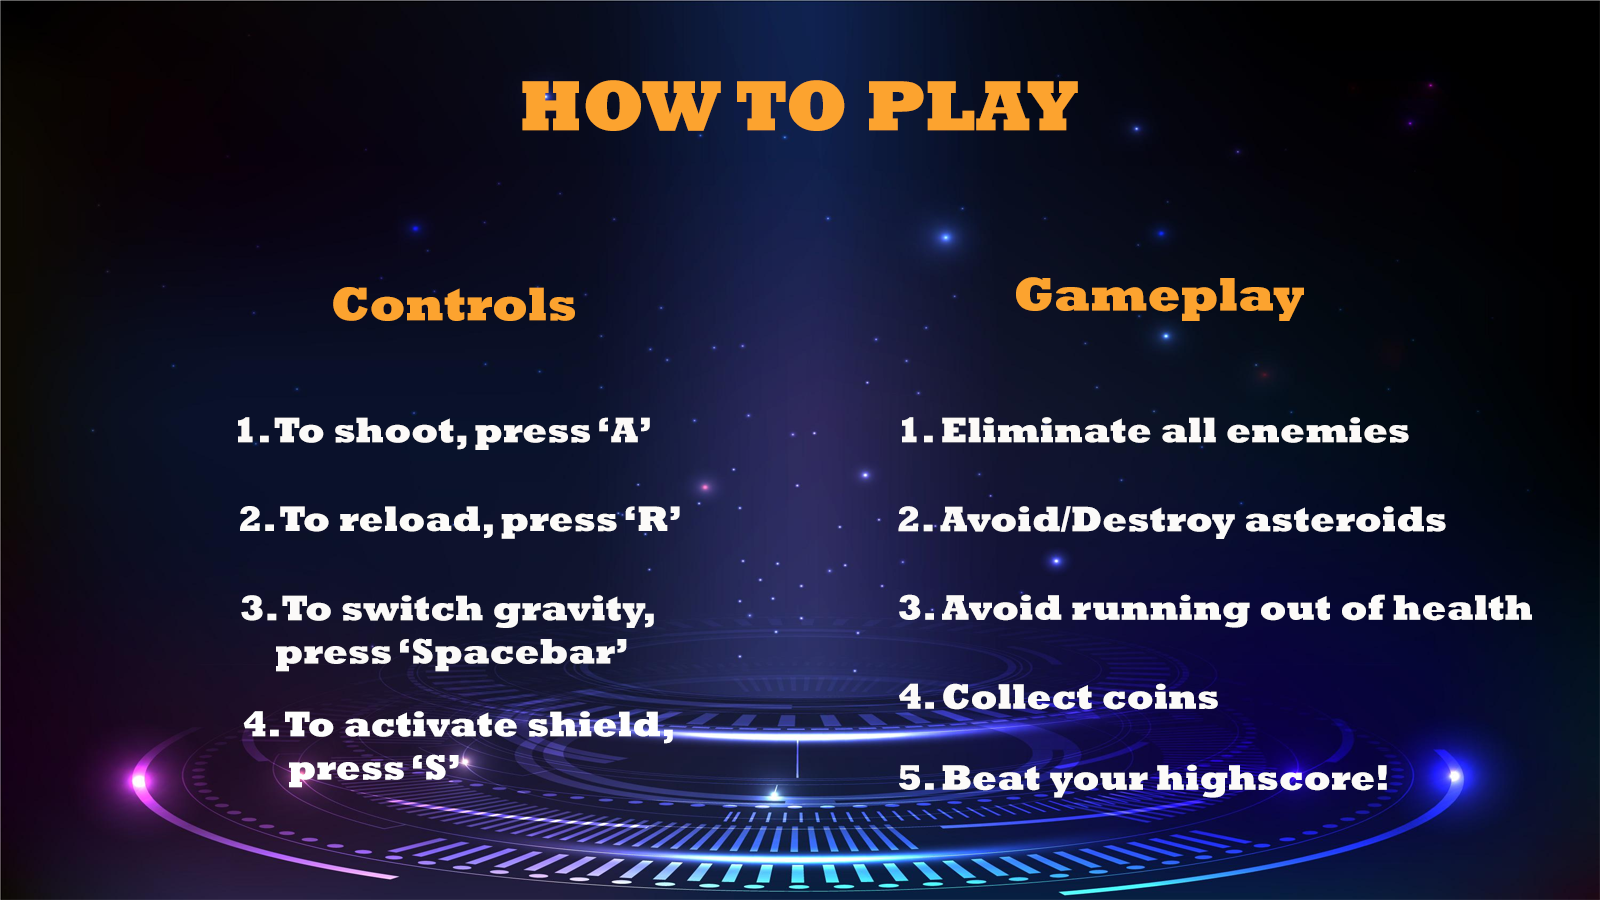 HOW TO PLAY
Controls
1. To shoot, press ‘A’
2. To reload, press ‘R’
3. To switch gravity,
press ‘Spacebar’
4. To activate shield,
press ‘S’
Gameplay
1. Eliminate all enemies
2. Avoid/Destroy asteroids
3. Avoid running out of health
4. Collect coins
5. Beat your highscore!